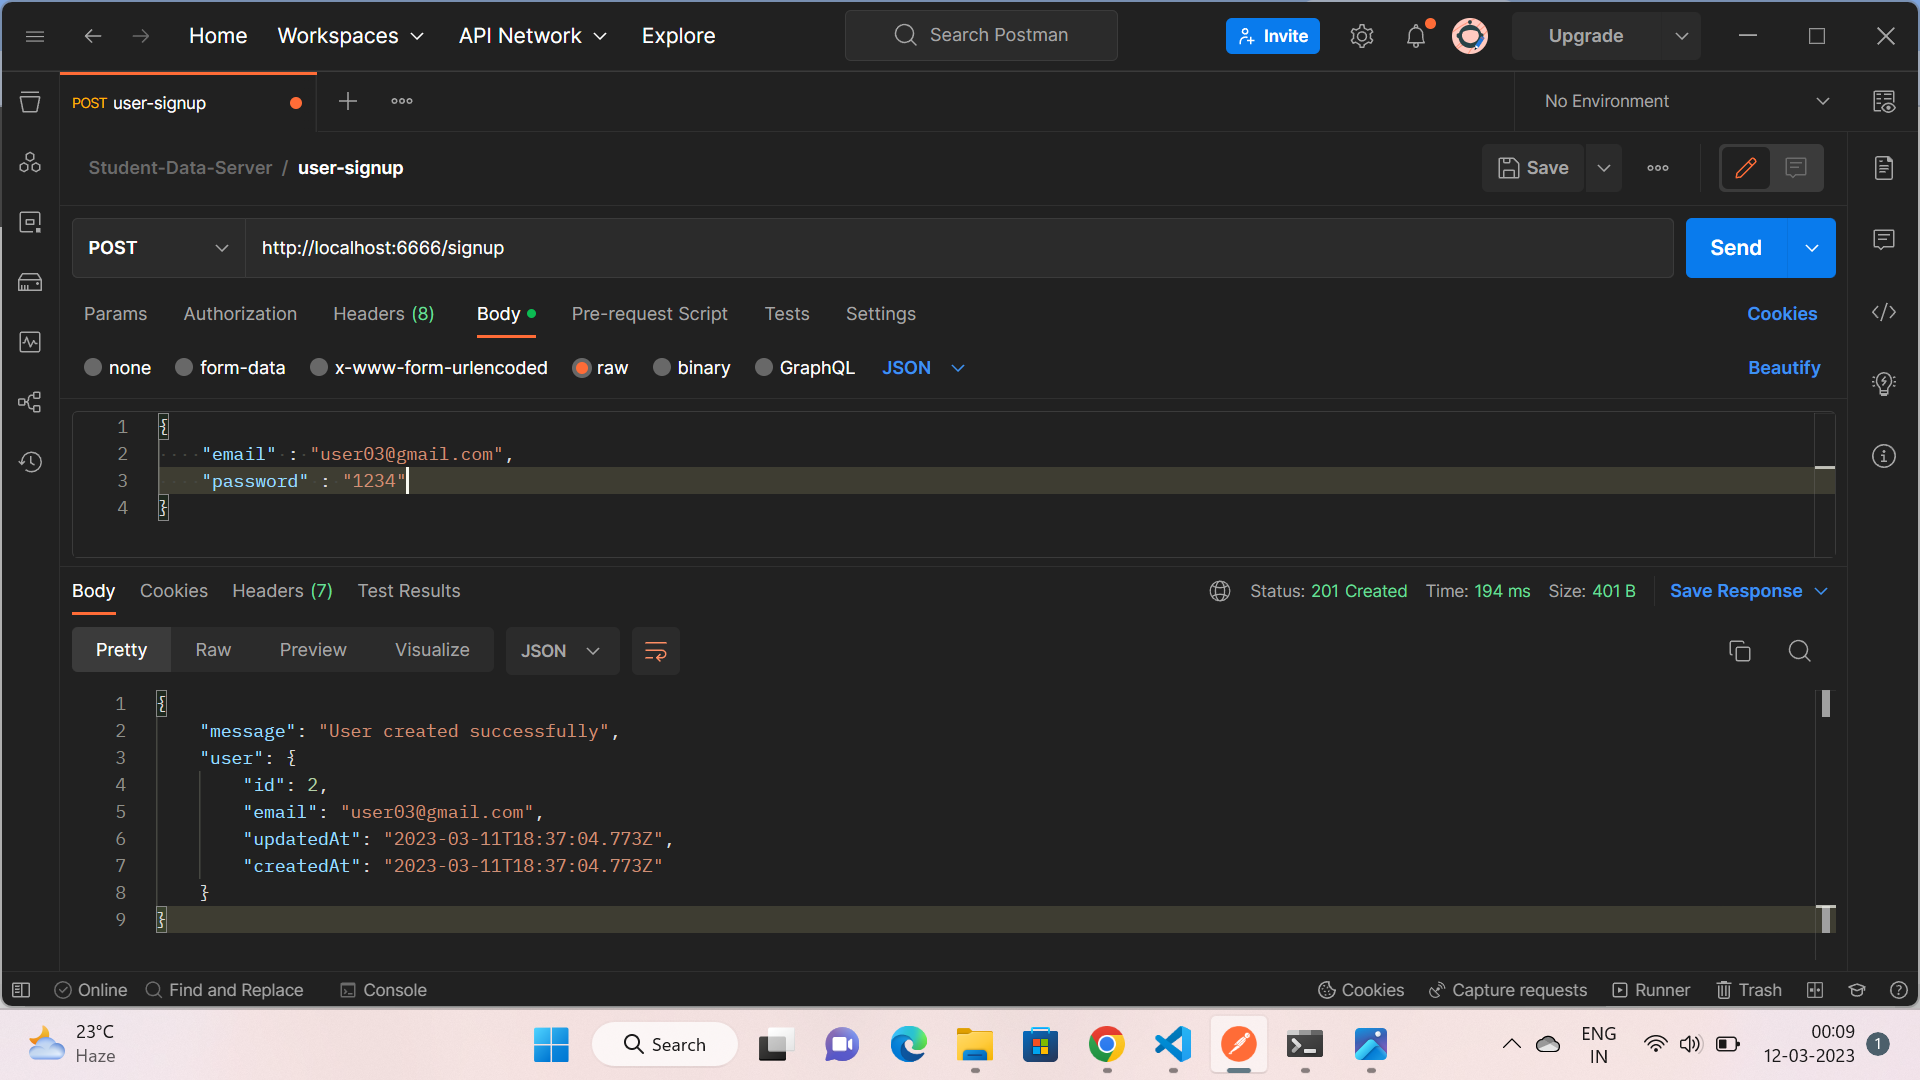 Home Workspaces API Network Explore Search Postman Invite Upgrade
POST user-signup No Environment
Student-Data-Server / user-signup Save
POST http://localhost:6666/signup Send
Params Authorization Headers (8) Body Pre-request Script Tests Settings Cookies
none form-data x-www-form-urlencoded raw binary GraphQL JSON Beautify
1 {
2 "email" : "user03@gmail.com",
3 "password" : "1234"
4 }
Body Cookies Headers (7) Test Results Status: 201 Created Time: 194 ms Size: 401 B Save Response
Pretty Raw Preview Visualize JSON
1 {
2 "message": "User created successfully",
3 "user": {
4 "id": 2,
5 "email": "user03@gmail.com",
6 "updatedAt": "2023-03-11T18:37:04.773Z",
7 "createdAt": "2023-03-11T18:37:04.773Z"
8 }
9 }
Online Find and Replace Console Cookies Capture requests Runner Trash
23°C
Haze
Search
ENG
IN
00:09
12-03-2023 1